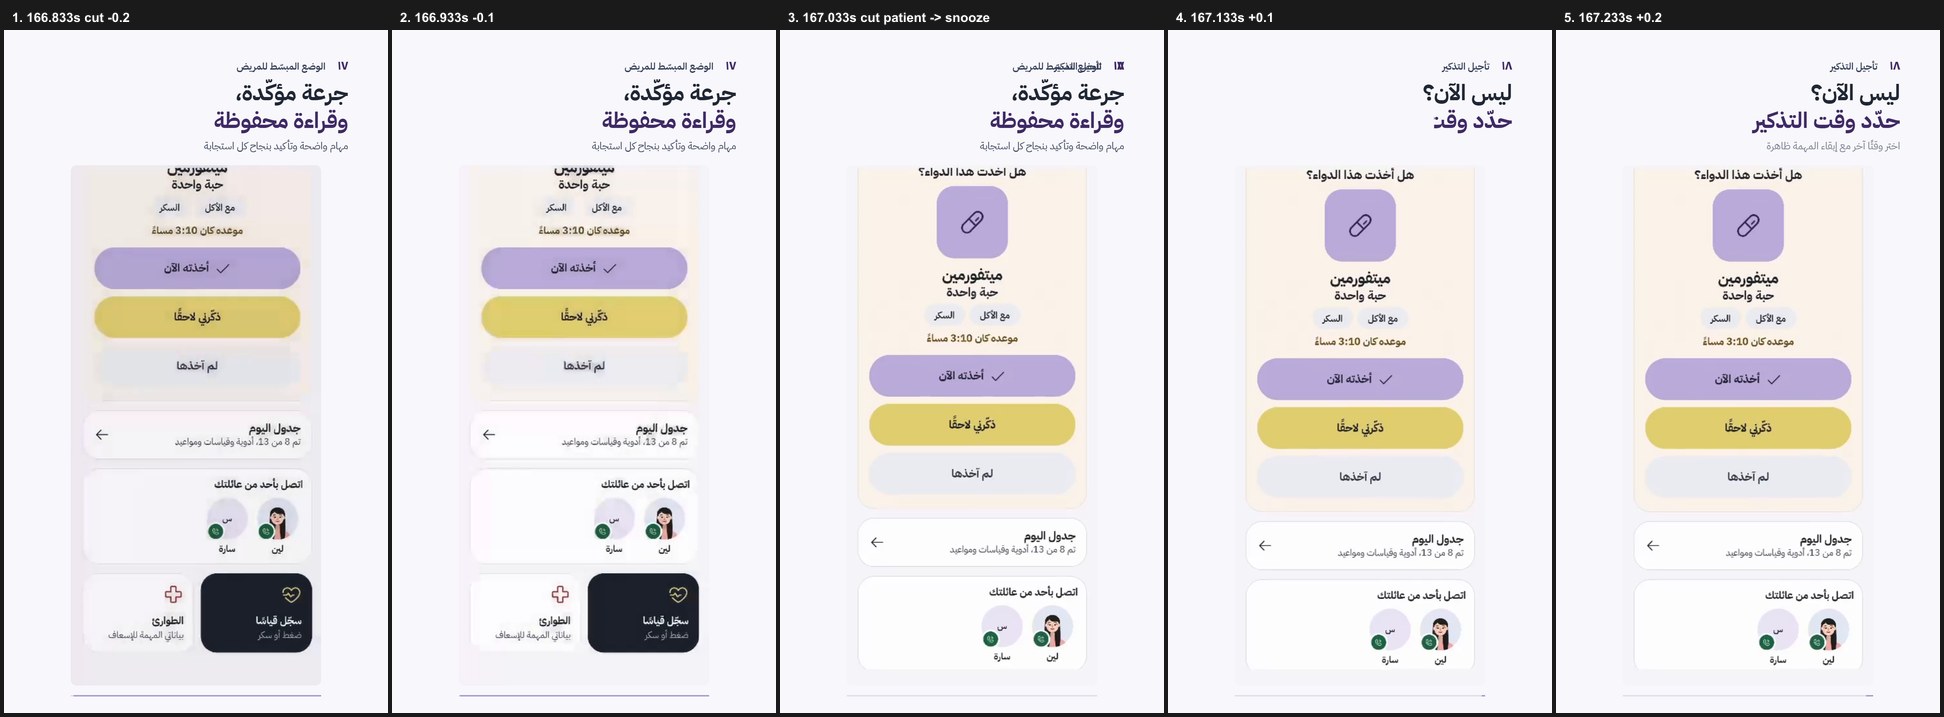 1. 166.833s cut -0.2
١٧ الوضع المبسّط للمريض
جرعة مؤكّدة،
وقراءة محفوظة
مهام واضحة وتأكيد بنجاح كل استجابة
ميتفورمين
حبة واحدة
مع الأكل
السكر
موعده كان 3:10 مساءً
أخذته الآن
ذكّرني لاحقًا
لم آخذها
جدول اليوم
تم 8 من 13، أدوية وقياسات ومواعيد
اتصل بأحد من عائلتك
س
لين
سارة
سجّل قياسًا
ضغط أو سكر
الطوارئ
بياناتي المهمة للإسعاف
2. 166.933s -0.1
١٧ الوضع المبسّط للمريض
جرعة مؤكّدة،
وقراءة محفوظة
مهام واضحة وتأكيد بنجاح كل استجابة
ميتفورمين
حبة واحدة
مع الأكل
السكر
موعده كان 3:10 مساءً
أخذته الآن
ذكّرني لاحقًا
لم آخذها
جدول اليوم
تم 8 من 13، أدوية وقياسات ومواعيد
اتصل بأحد من عائلتك
س
لين
سارة
سجّل قياسًا
ضغط أو سكر
الطوارئ
بياناتي المهمة للإسعاف
3. 167.033s cut patient -> snooze
جرعة مؤكّدة،
وقراءة محفوظة
مهام واضحة وتأكيد بنجاح كل استجابة
هل أخذت هذا الدواء؟
ميتفورمين
حبة واحدة
مع الأكل
السكر
موعده كان 3:10 مساءً
أخذته الآن
ذكّرني لاحقًا
لم آخذها
جدول اليوم
تم 8 من 13، أدوية وقياسات ومواعيد
اتصل بأحد من عائلتك
س
لين
سارة
4. 167.133s +0.1
١٨ تأجيل التذكير
ليس الآن؟
حدّد وقت
هل أخذت هذا الدواء؟
ميتفورمين
حبة واحدة
مع الأكل
السكر
موعده كان 3:10 مساءً
أخذته الآن
ذكّرني لاحقًا
لم آخذها
جدول اليوم
تم 8 من 13، أدوية وقياسات ومواعيد
اتصل بأحد من عائلتك
س
لين
سارة
5. 167.233s +0.2
١٨ تأجيل التذكير
ليس الآن؟
حدّد وقت التذكير
اختر وقتًا آخر مع إبقاء المهمة ظاهرة
هل أخذت هذا الدواء؟
ميتفورمين
حبة واحدة
مع الأكل
السكر
موعده كان 3:10 مساءً
أخذته الآن
ذكّرني لاحقًا
لم آخذها
جدول اليوم
تم 8 من 13، أدوية وقياسات ومواعيد
اتصل بأحد من عائلتك
س
لين
سارة